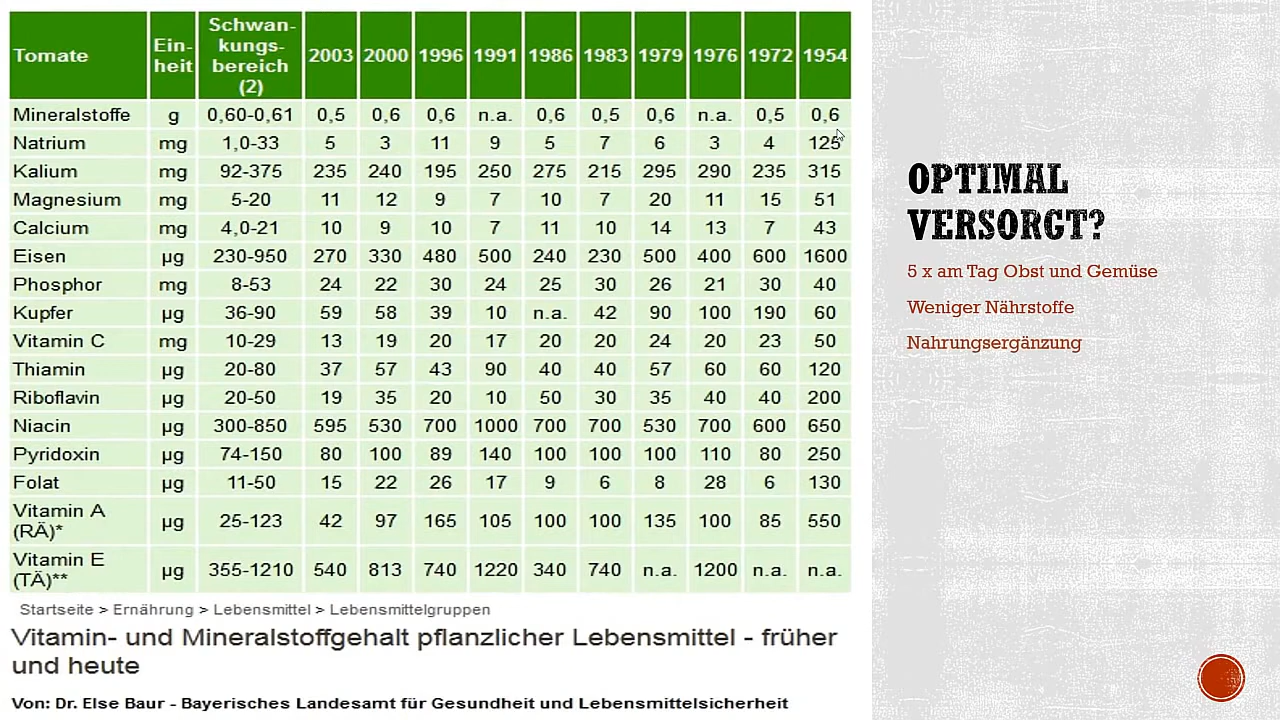 Tomate Ein-heit Schwan-kungs-bereich (2) 2003 2000 1996 1991 1986 1983 1979 1976 1972 1954
Mineralstoffe g 0,60-0,61 0,5 0,6 0,6 n.a. 0,6 0,5 0,6 n.a. 0,5 0,6
Natrium mg 1,0-33 5 3 11 9 5 7 6 3 4 125
Kalium mg 92-375 235 240 195 250 275 215 295 290 235 315
Magnesium mg 5-20 11 12 9 7 10 7 20 11 15 51
Calcium mg 4,0-21 10 9 10 7 11 10 14 13 7 43
Eisen µg 230-950 270 330 480 500 240 230 500 400 600 1600
Phosphor mg 8-53 24 22 30 24 25 30 26 21 30 40
Kupfer µg 36-90 59 58 39 10 n.a. 42 90 100 190 60
Vitamin C mg 10-29 13 19 20 17 20 20 24 20 23 50
Thiamin µg 20-80 37 57 43 90 40 40 57 60 60 120
Riboflavin µg 20-50 19 35 20 10 50 30 35 40 40 200
Niacin µg 300-850 595 530 700 1000 700 700 530 700 600 650
Pyridoxin µg 74-150 80 100 89 140 100 100 100 110 80 250
Folat µg 11-50 15 22 26 17 9 6 8 28 6 130
Vitamin A (RÄ)* µg 25-123 42 97 165 105 100 100 135 100 85 550
Vitamin E (TÄ)** µg 355-1210 540 813 740 1220 340 740 n.a. 1200 n.a. n.a.
Startseite > Ernährung > Lebensmittel > Lebensmittelgruppen
Vitamin- und Mineralstoffgehalt pflanzlicher Lebensmittel - früher
und heute
Von: Dr. Else Baur - Bayerisches Landesamt für Gesundheit und Lebensmittelsicherheit
OPTIMAL
VERSORGT?
5 x am Tag Obst und Gemüse
Weniger Nährstoffe
Nahrungsergänzung